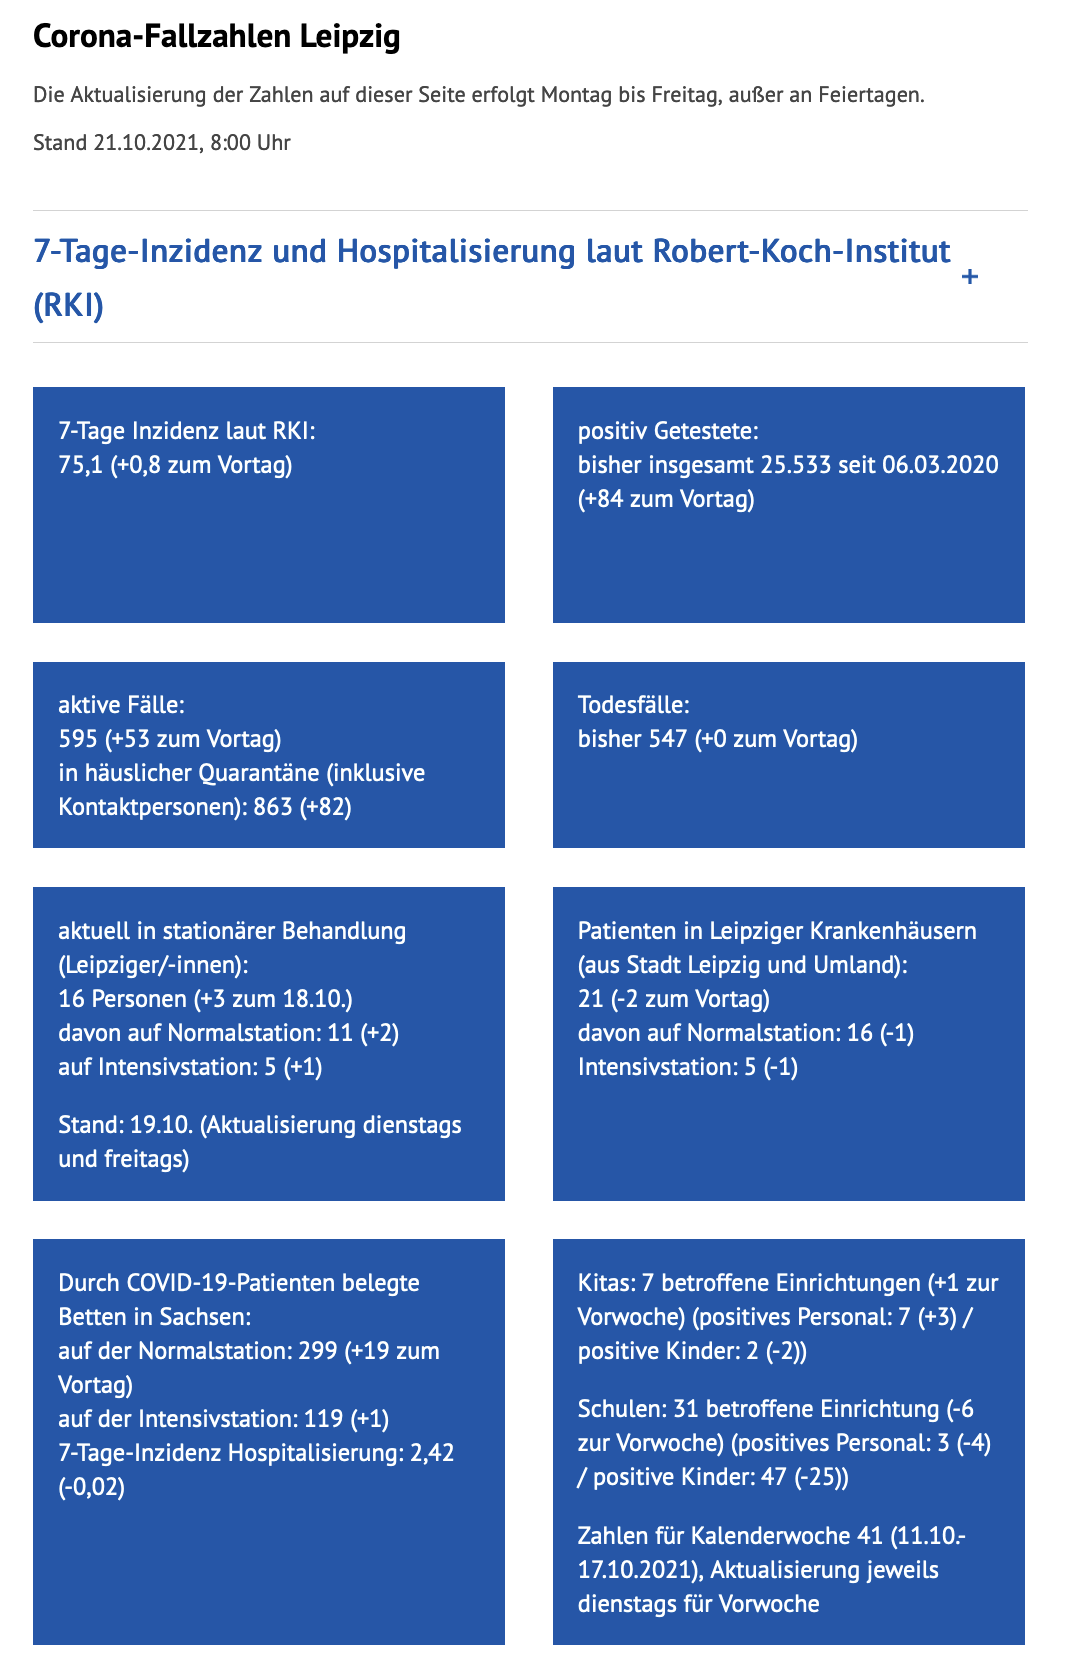 Corona-Fallzahlen Leipzig
Die Aktualisierung der Zahlen auf dieser Seite erfolgt Montag bis Freitag, außer an Feiertagen.
Stand 21.10.2021, 8:00 Uhr
7-Tage-Inzidenz und Hospitalisierung laut Robert-Koch-Institut
(RKI)
+
7-Tage Inzidenz laut RKI:
75,1 (+0,8 zum Vortag)
positiv Getestete:
bisher insgesamt 25.533 seit 06.03.2020
(+84 zum Vortag)
aktive Fälle:
595 (+53 zum Vortag)
in häuslicher Quarantäne (inklusive
Kontaktpersonen): 863 (+82)
Todesfälle:
bisher 547 (+0 zum Vortag)
aktuell in stationärer Behandlung
(Leipziger/-innen):
16 Personen (+3 zum 18.10.)
davon auf Normalstation: 11 (+2)
auf Intensivstation: 5 (+1)
Stand: 19.10. (Aktualisierung dienstags
und freitags)
Patienten in Leipziger Krankenhäusern
(aus Stadt Leipzig und Umland):
21 (-2 zum Vortag)
davon auf Normalstation: 16 (-1)
Intensivstation: 5 (-1)
Durch COVID-19-Patienten belegte
Betten in Sachsen:
auf der Normalstation: 299 (+19 zum
Vortag)
auf der Intensivstation: 119 (+1)
7-Tage-Inzidenz Hospitalisierung: 2,42
(-0,02)
Kitas: 7 betroffene Einrichtungen (+1 zur
Vorwoche) (positives Personal: 7 (+3) /
positive Kinder: 2 (-2))
Schulen: 31 betroffene Einrichtung (-6
zur Vorwoche) (positives Personal: 3 (-4)
/ positive Kinder: 47 (-25))
Zahlen für Kalenderwoche 41 (11.10.-
17.10.2021), Aktualisierung jeweils
dienstags für Vorwoche